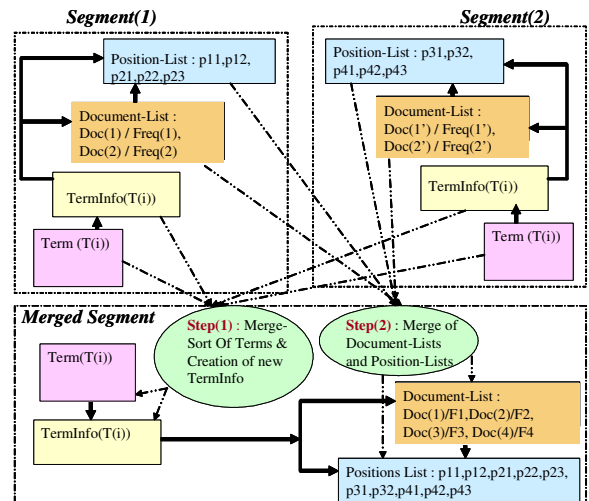 Segment(1)
Position-List : p11,p12,
p21,p22,p23
Document-List :
Doc(1) / Freq(1),
Doc(2) / Freq(2)
TermInfo(T(i))
Term (T(i))
Segment(2)
Position-List : p31,p32,
p41,p42,p43
Document-List :
Doc(1’) / Freq(1’),
Doc(2’) / Freq(2’)
TermInfo(T(i))
Term (T(i))
Merged Segment
Step(1) : Merge-
Sort Of Terms &
Creation of new
TermInfo
Step(2) : Merge of
Document-Lists
and Position-Lists
Term(T(i))
TermInfo(T(i))
Document-List :
Doc(1)/F1,Doc(2)/F2,
Doc(3)/F3, Doc(4)/F4
Positions List : p11,p12,p21,p22,p23,
p31,p32,p41,p42,p43